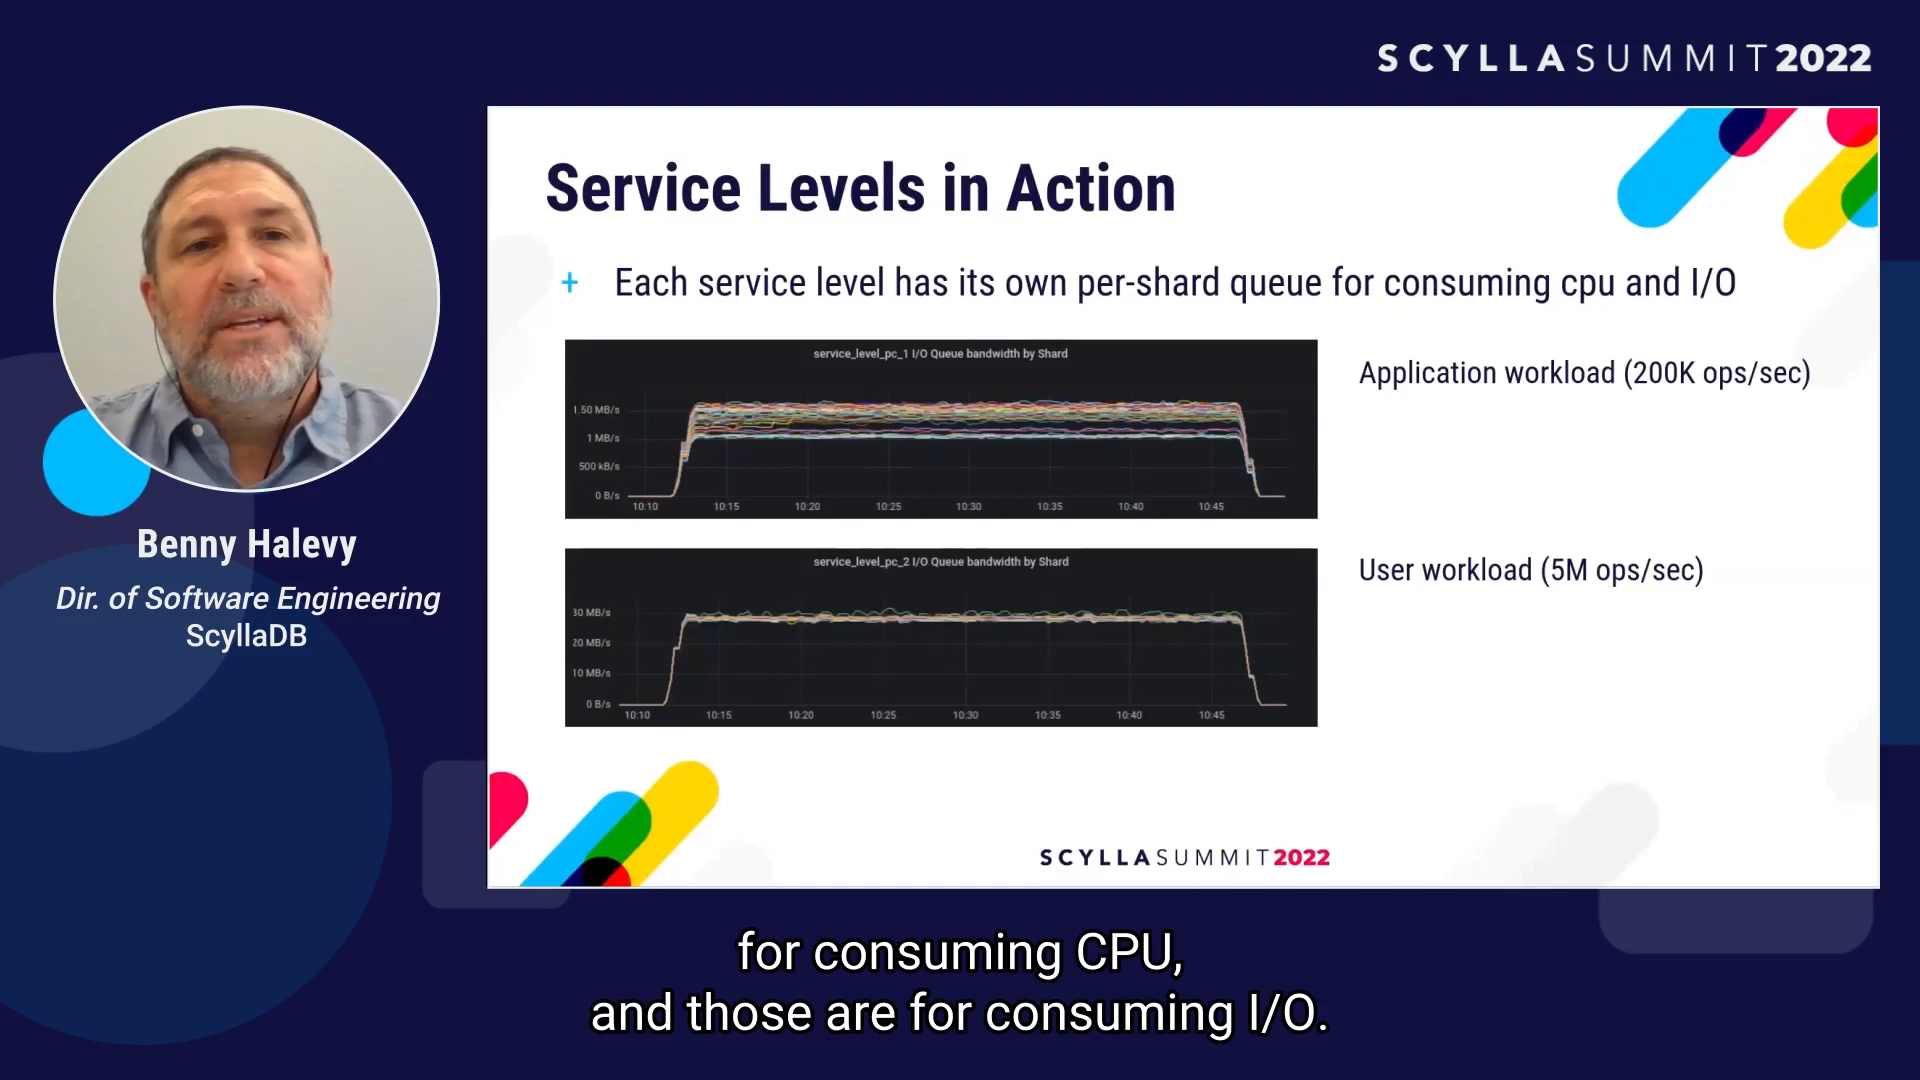 SCYLLASUMMIT2022
Service Levels in Action
+ Each service level has its own per-shard queue for consuming cpu and I/O
service_level_pc_1 I/O Queue bandwidth by Shard
1.50 MB/s
1 MB/s
500 kB/s
0 B/s
10:10 10:15 10:20 10:25 10:30 10:35 10:40 10:45
Application workload (200K ops/sec)
service_level_pc_2 I/O Queue bandwidth by Shard
30 MB/s
20 MB/s
10 MB/s
0 B/s
10:10 10:15 10:20 10:25 10:30 10:35 10:40 10:45
User workload (5M ops/sec)
SCYLLASUMMIT2022
Benny Halevy
Dir. of Software Engineering
ScyllaDB
for consuming CPU,
and those are for consuming I/O.